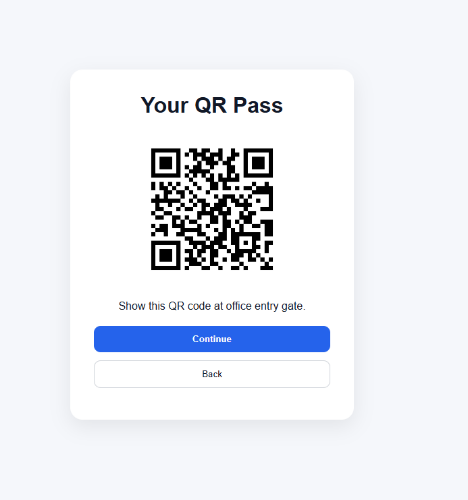 Your QR Pass
Show this QR code at office entry gate.
Continue
Back